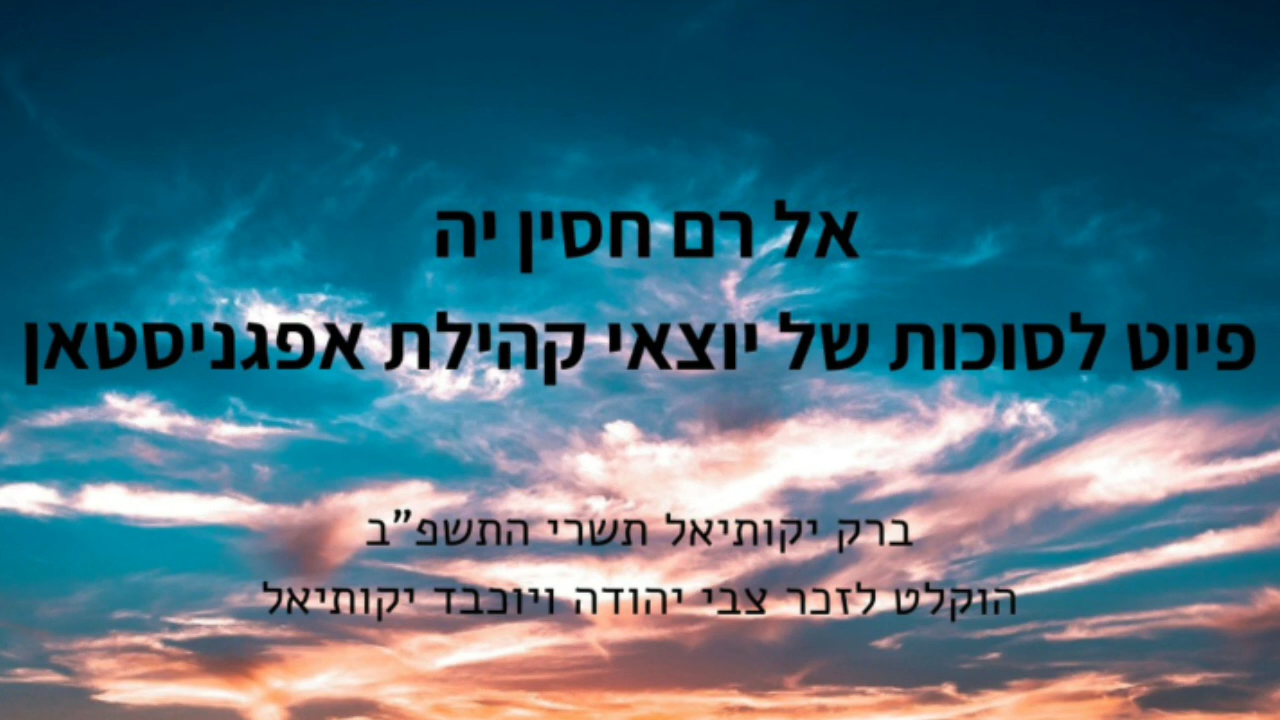 אל רם חסין יה
פיוט לסוכות של יוצאי קהילת אפגניסטאן
ברק יקותיאל תשרי התשפ”ב
הוקלט לזכר צבי יהודה ויוכבד יקותיאל